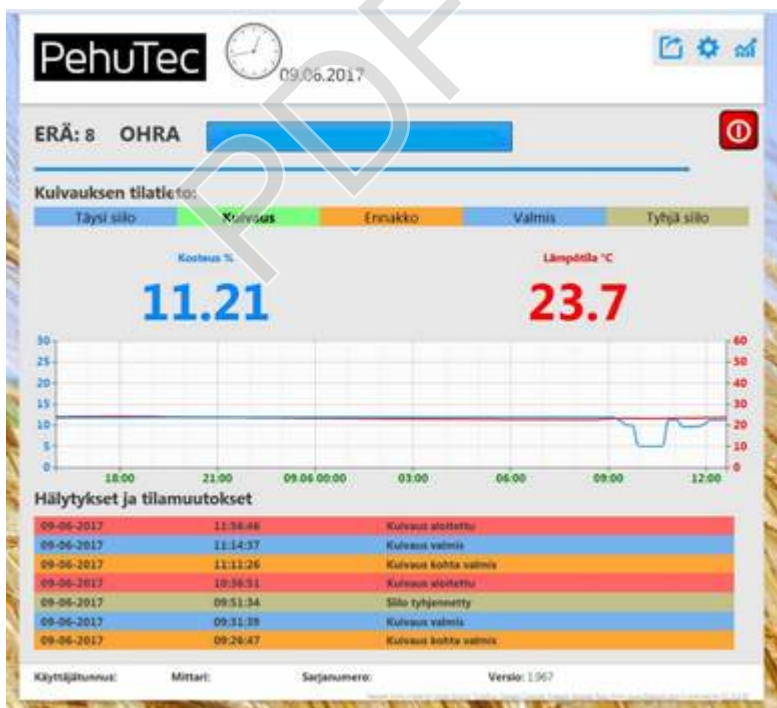 PehuTec
09.06.2017
ERÄ: 8 OHRA
Kuivauksen tilatieto:
Täysi siilo Kuivaus Ennakko Valmis Tyhjä siilo
Kosteus % Lämpötila °C
11.21 23.7
30 60
25 50
20 40
15 30
10 20
5 10
0 0
18:00 21:00 09.06 00:00 03:00 06:00 09:00 12:00
Hälytykset ja tilamuutokset
09-06-2017 11:56:46 Kuivaus aloitettu
09-06-2017 11:14:37 Kuivaus valmis
09-06-2017 11:11:26 Kuivaus kohta valmis
09-06-2017 10:36:51 Kuivaus aloitettu
09-06-2017 09:51:34 Siilo tyhjennetty
09-06-2017 09:31:39 Kuivaus valmis
09-06-2017 09:26:47 Kuivaus kohta valmis
Käyttäjätunnus: Mittari: Sarjanumero: Versio: 1.967
PDF